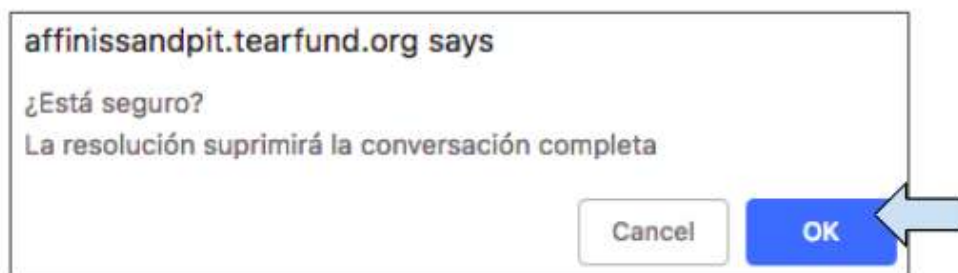 affinissandpit.tearfund.org says
¿Está seguro?
La resolución suprimirá la conversación completa
Cancel OK